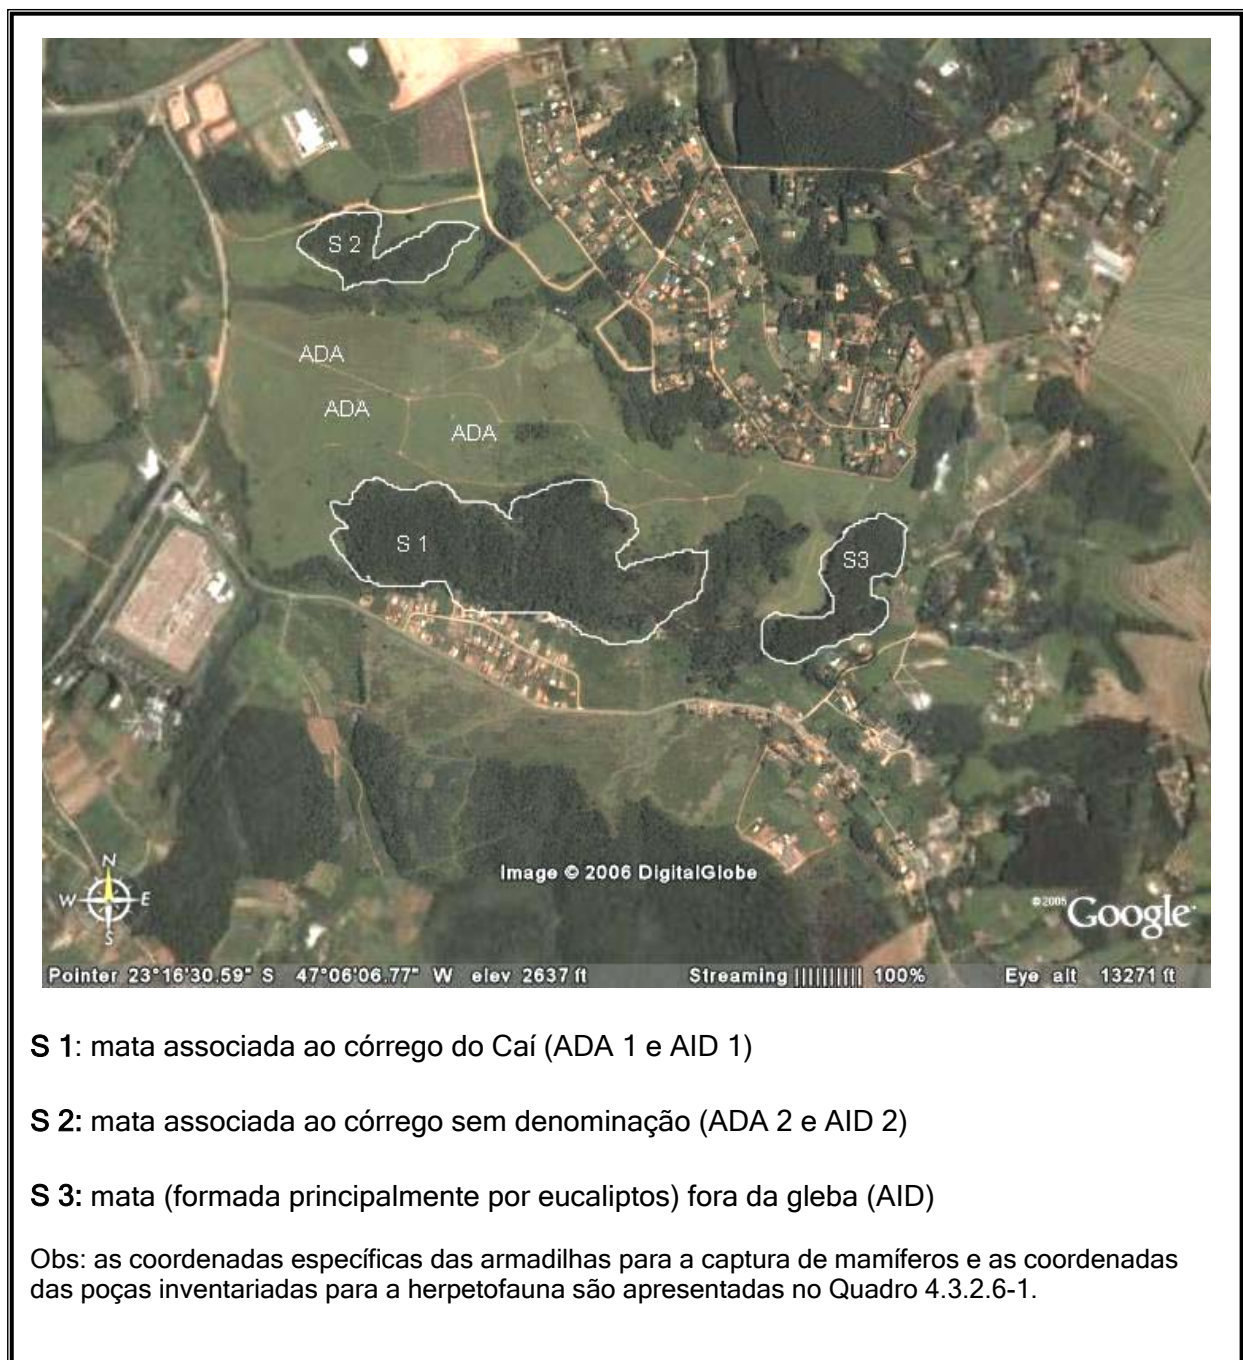 S 2
ADA
ADA
ADA
S 1
S3
N
W E
S
Image © 2006 DigitalGlobe
©2005 Google
Pointer 23°16'30.59" S 47°06'06.77" W elev 2637 ft Streaming |||||||||| 100% Eye alt 13271 ft
S 1: mata associada ao córrego do Caí (ADA 1 e AID 1)
S 2: mata associada ao córrego sem denominação (ADA 2 e AID 2)
S 3: mata (formada principalmente por eucaliptos) fora da gleba (AID)
Obs: as coordenadas específicas das armadilhas para a captura de mamíferos e as coordenadas
das poças inventariadas para a herpetofauna são apresentadas no Quadro 4.3.2.6-1.